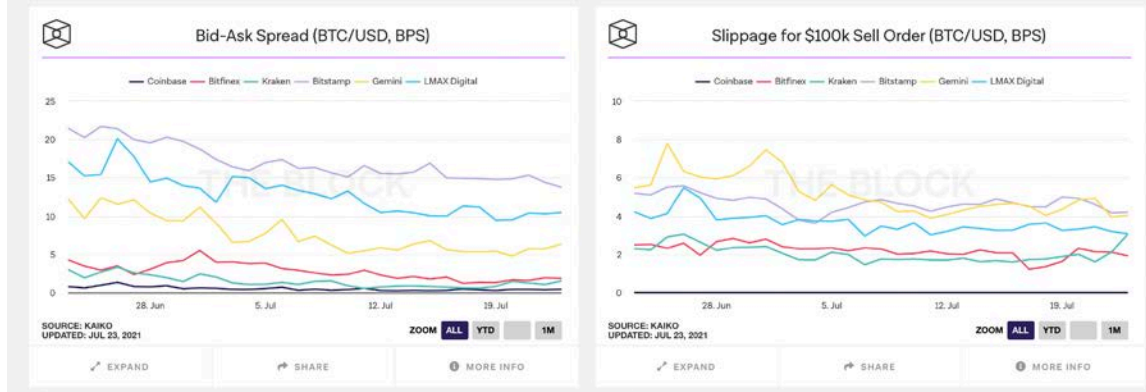 Bid-Ask Spread (BTC/USD, BPS)
Coinbase Bitfinex Kraken Bitstamp Gemini LMAX Digital
25
20
15
10
5
0
THE BLOCK
28. Jun 5. Jul 12. Jul 19. Jul
SOURCE: KAIKO
UPDATED: JUL 23, 2021
ZOOM ALL YTD 1M
EXPAND SHARE MORE INFO
Slippage for $100k Sell Order (BTC/USD, BPS)
Coinbase Bitfinex Kraken Bitstamp Gemini LMAX Digital
10
8
6
4
2
0
THE BLOCK
28. Jun 5. Jul 12. Jul 19. Jul
SOURCE: KAIKO
UPDATED: JUL 23, 2021
ZOOM ALL YTD 1M
EXPAND SHARE MORE INFO